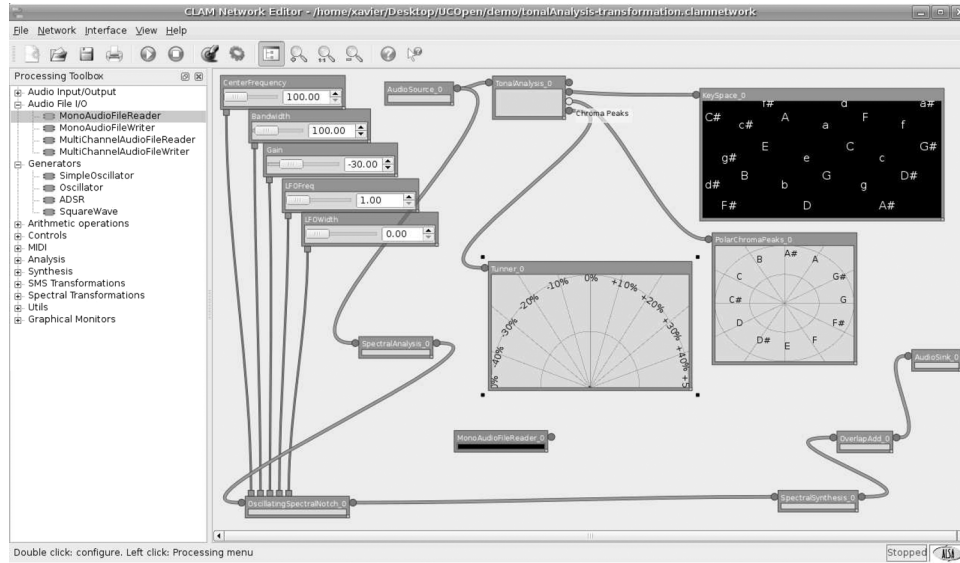 CLAM Network Editor - /home/xavier/Desktop/UCOpen/demo/tonalAnalysis-transformation.clamnetwork
File Network Interface View Help
Processing Toolbox
Audio Input/Output
Audio File I/O
MonoAudioFileReader
MonoAudioFileWriter
MultiChannelAudioFileReader
MultiChannelAudioFileWriter
Generators
SimpleOscillator
Oscillator
ADSR
SquareWave
Arithmetic operations
Controls
MIDI
Analysis
Synthesis
SMS Transformations
Spectral Transformations
Utils
Graphical Monitors
CenterFrequency
100.00
Bandwidth
100.00
Gain
-30.00
LFOFreq
1.00
LFOWidth
0.00
AudioSource_0
TonalAnalysis_0
Chroma Peaks
KeySpace_0
f# d a#
C# A F
c# a f
E C G#
g# e c
B G D#
d# b g
F# D A#
PolarChromaPeaks_0
A#
B A
C G#
C# G
D F#
D# F
E
Tunner_0
0%
-10% +10%
-20% +20%
-30% +30%
-40% +40%
0% +5
SpectralAnalysis_0
MonoAudioFileReader_0
AudioSink_0
OverlapAdd_0
OscillatingSpectralNotch_0
SpectralSynthesis_0
Double click: configure. Left click: Processing menu
Stopped
ALSA